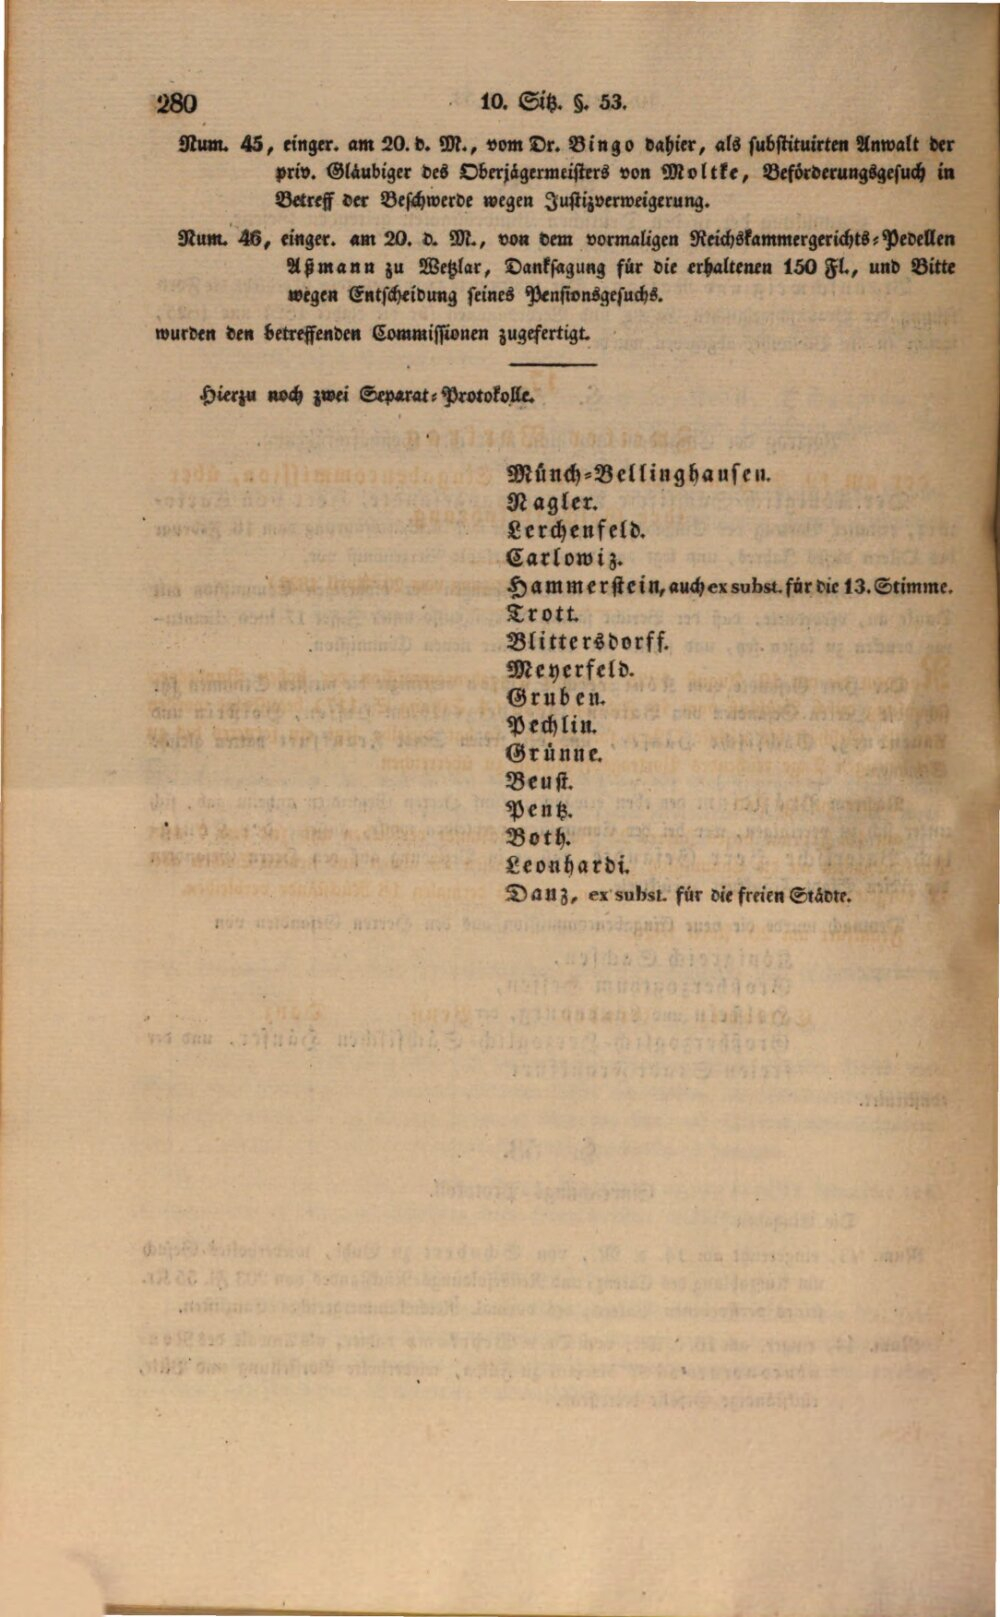 280
10. Sitz. §. 53.
Num. 45, einger. am 20. d. M., vom Dr. Bingo dahier, als substituirten Anwalt der
priv. Gläubiger des Oberjägermeisters von Moltke, Beförderungsgesuch in
Betreff der Beschwerde wegen Justizverweigerung.
Num. 46, einger. am 20. d. M., von dem vormaligen Reichskammergerichts-Pedellen
Aßmann zu Wetzlar, Danksagung für die erhaltenen 150 Fl., und Bitte
wegen Entscheidung seines Pensionsgesuchs.
wurden den betreffenden Commissionen zugefertigt.
Hierzu noch zwei Separat-Protokolle.
Münch-Bellinghausen.
Nagler.
Lerchenfeld.
Carlowiz.
Hammerstein, auch ex subst. für die 13. Stimme.
Trott.
Blittersdorff.
Meyerfeld.
Gruben.
Pechlin.
Grünne.
Beust.
Pentz.
Both.
Leonhardi.
Danz, ex subst. für die freien Städte.